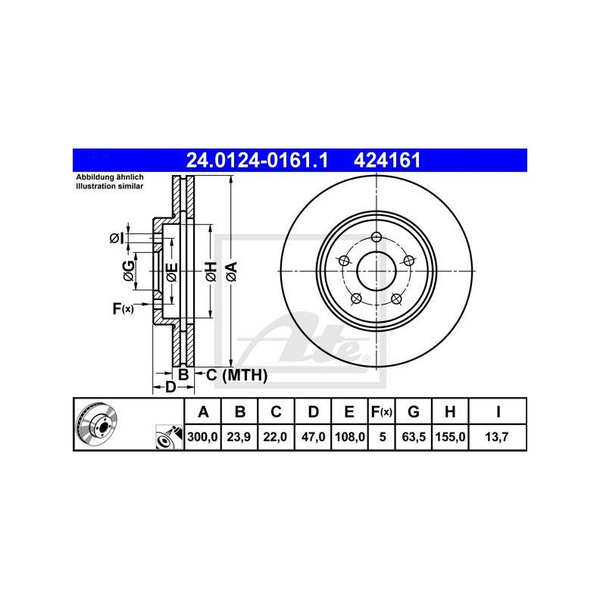 24.0124-0161.1 424161
Abbildung ähnlich
Illustration similar
ØI
ØG
ØE
ØH
ØA
F(x)
B
C (MTH)
D
Ate
®
A B C D E F(x) G H I
300,0 23,9 22,0 47,0 108,0 5 63,5 155,0 13,7